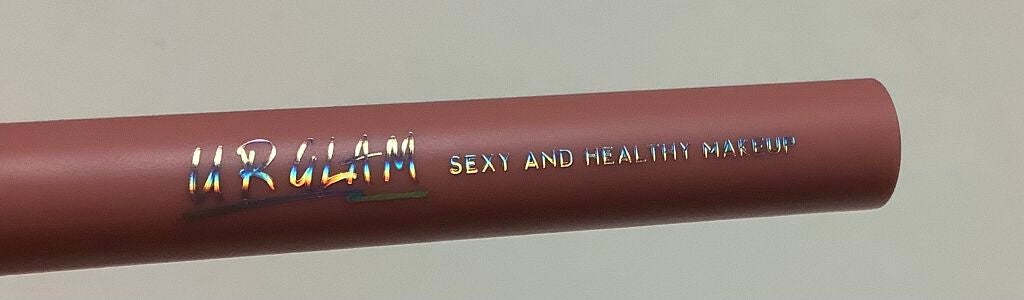 URGLAM
SEXY AND HEALTHY MAKEUP